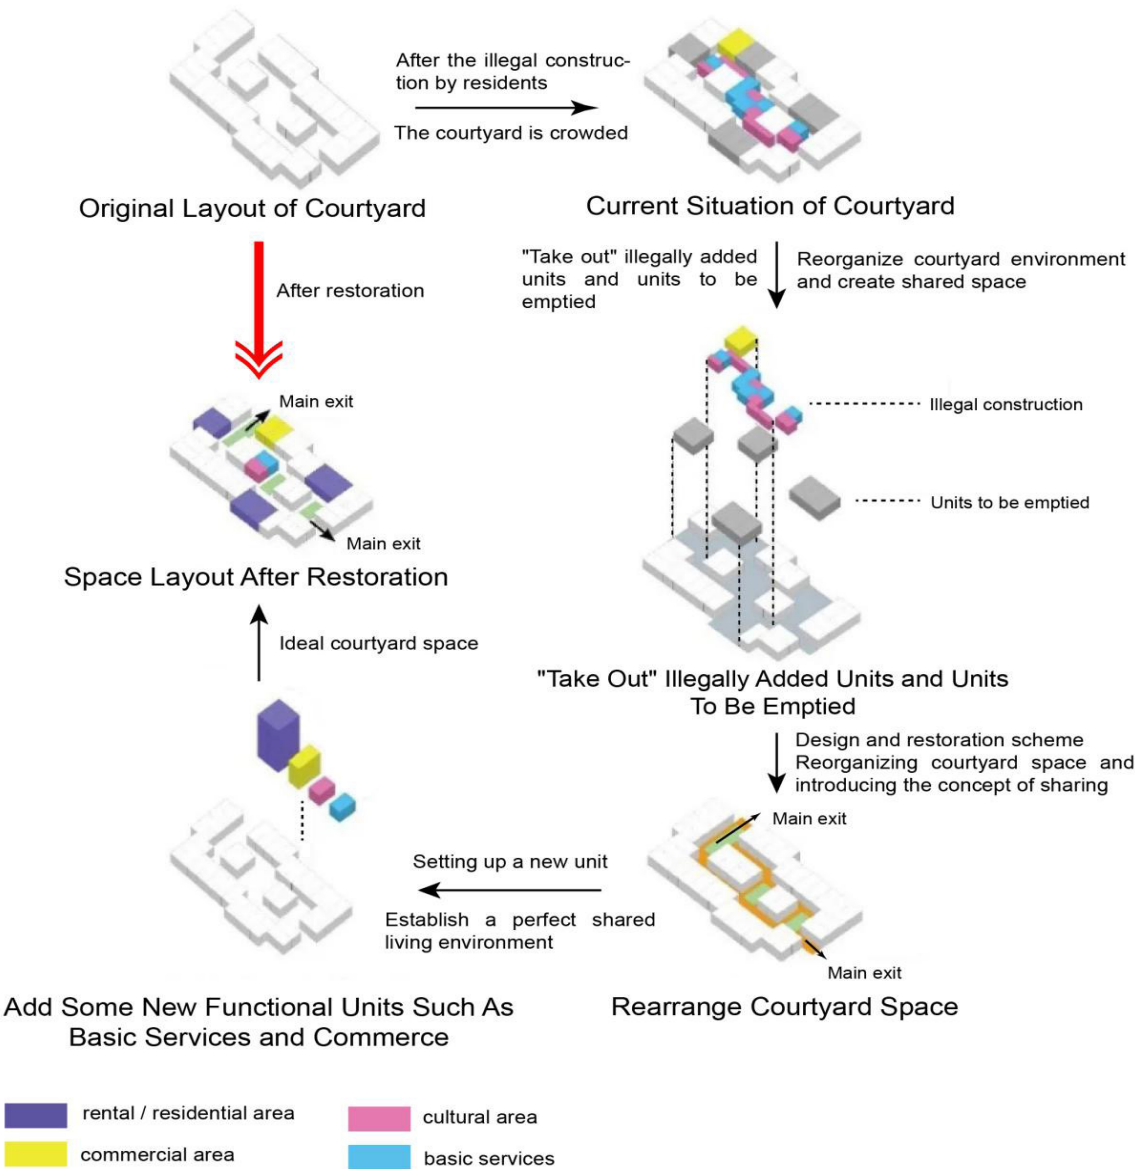 After the illegal construc-
tion by residents
The courtyard is crowded
Original Layout of Courtyard
Current Situation of Courtyard
"Take out" illegally added
units and units to be
emptied
Reorganize courtyard environment
and create shared space
After restoration
Main exit
Main exit
Space Layout After Restoration
Illegal construction
Units to be emptied
"Take Out" Illegally Added Units and Units
To Be Emptied
Ideal courtyard space
Design and restoration scheme
Reorganizing courtyard space and
introducing the concept of sharing
Main exit
Main exit
Setting up a new unit
Establish a perfect shared
living environment
Add Some New Functional Units Such As
Basic Services and Commerce
Rearrange Courtyard Space
rental / residential area
cultural area
commercial area
basic services